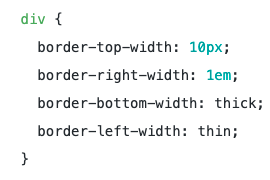 div {
  border-top-width: 10px;
  border-right-width: 1em;
  border-bottom-width: thick;
  border-left-width: thin;
}